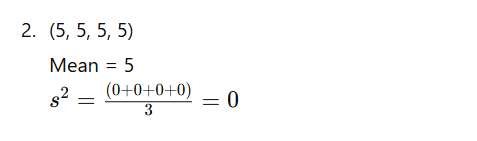 2. (5, 5, 5, 5)
Mean = 5
s² = (0+0+0+0)/3 = 0